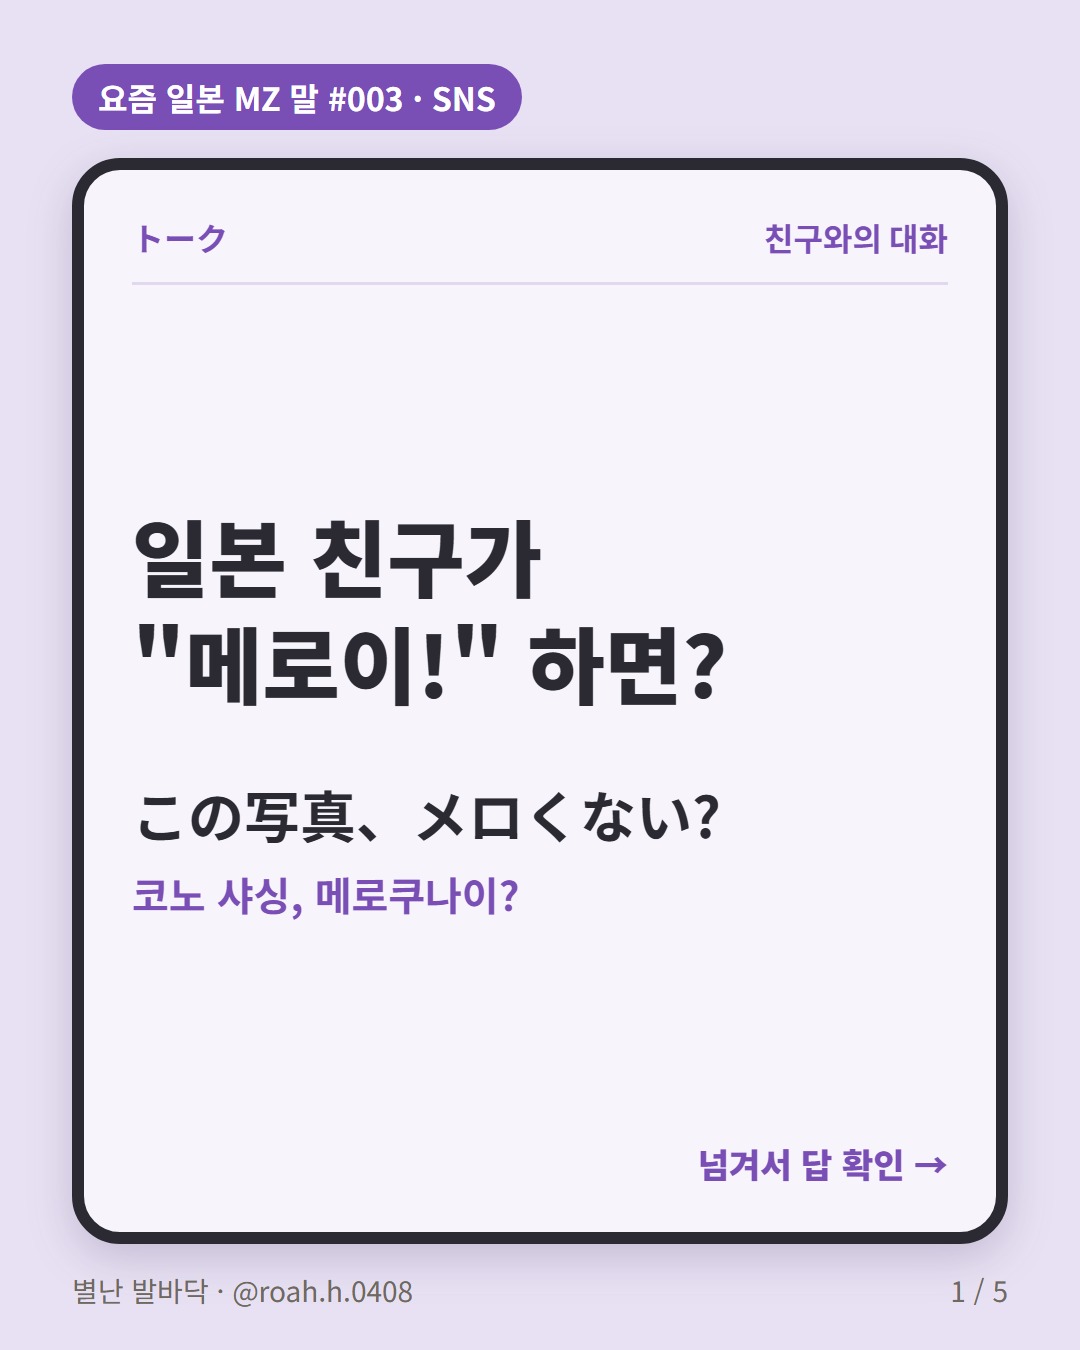 요즘 일본 MZ 말 #003 · SNS
トーク
친구와의 대화
일본 친구가
"메로이!" 하면?
この写真、メロくない?
코노 샤싱, 메로쿠나이?
넘겨서 답 확인 →
별난 발바닥 · @roah.h.0408
1 / 5